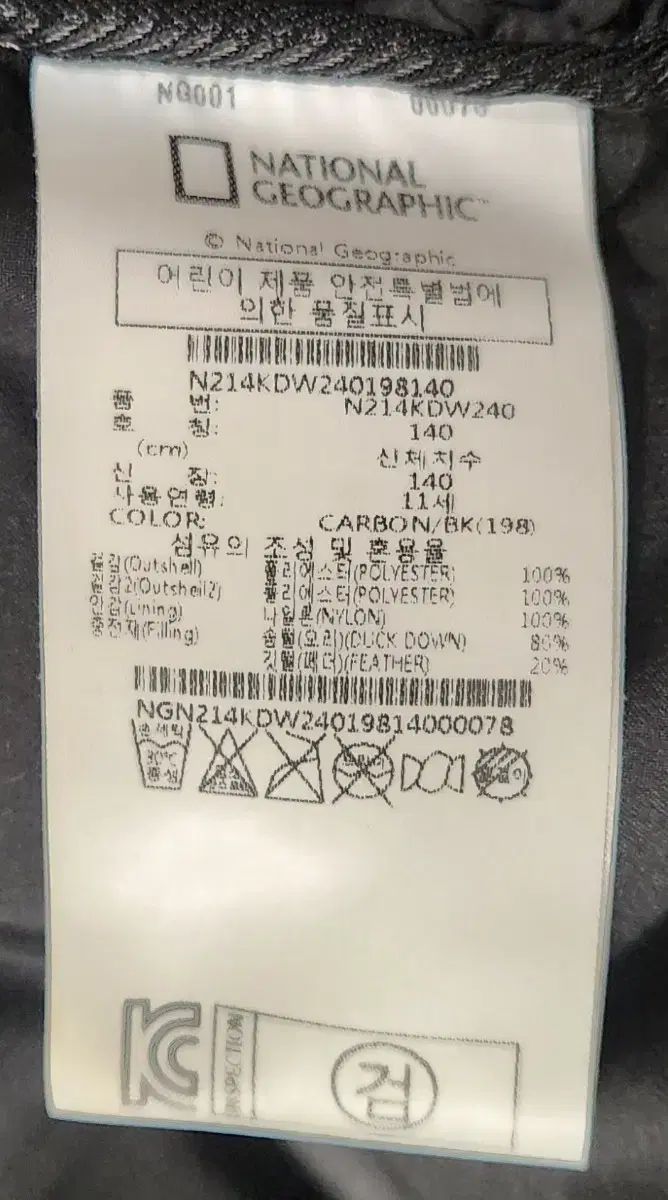 NG001 00078
NATIONAL
GEOGRAPHIC™
© National Geographic
어린이 제품 안전특별법에
의한 품질표시
N214KDW240198140
품 번: N214KDW240
호 칭: 140
(cm) 신체치수
신 장: 140
사용연령: 11세
COLOR: CARBON/BK(198)
섬유의 조성 및 혼용율
겉감(Outshell) 폴리에스터(POLYESTER) 100%
겉감2(Outshell2) 폴리에스터(POLYESTER) 100%
안감(Lining) 나일론(NYLON) 100%
충전재(Filling) 솜털(오리)(DUCK DOWN) 80%
깃털(페더)(FEATHER) 20%
NGN214KDW24019814000078
KC INSPECTION 검